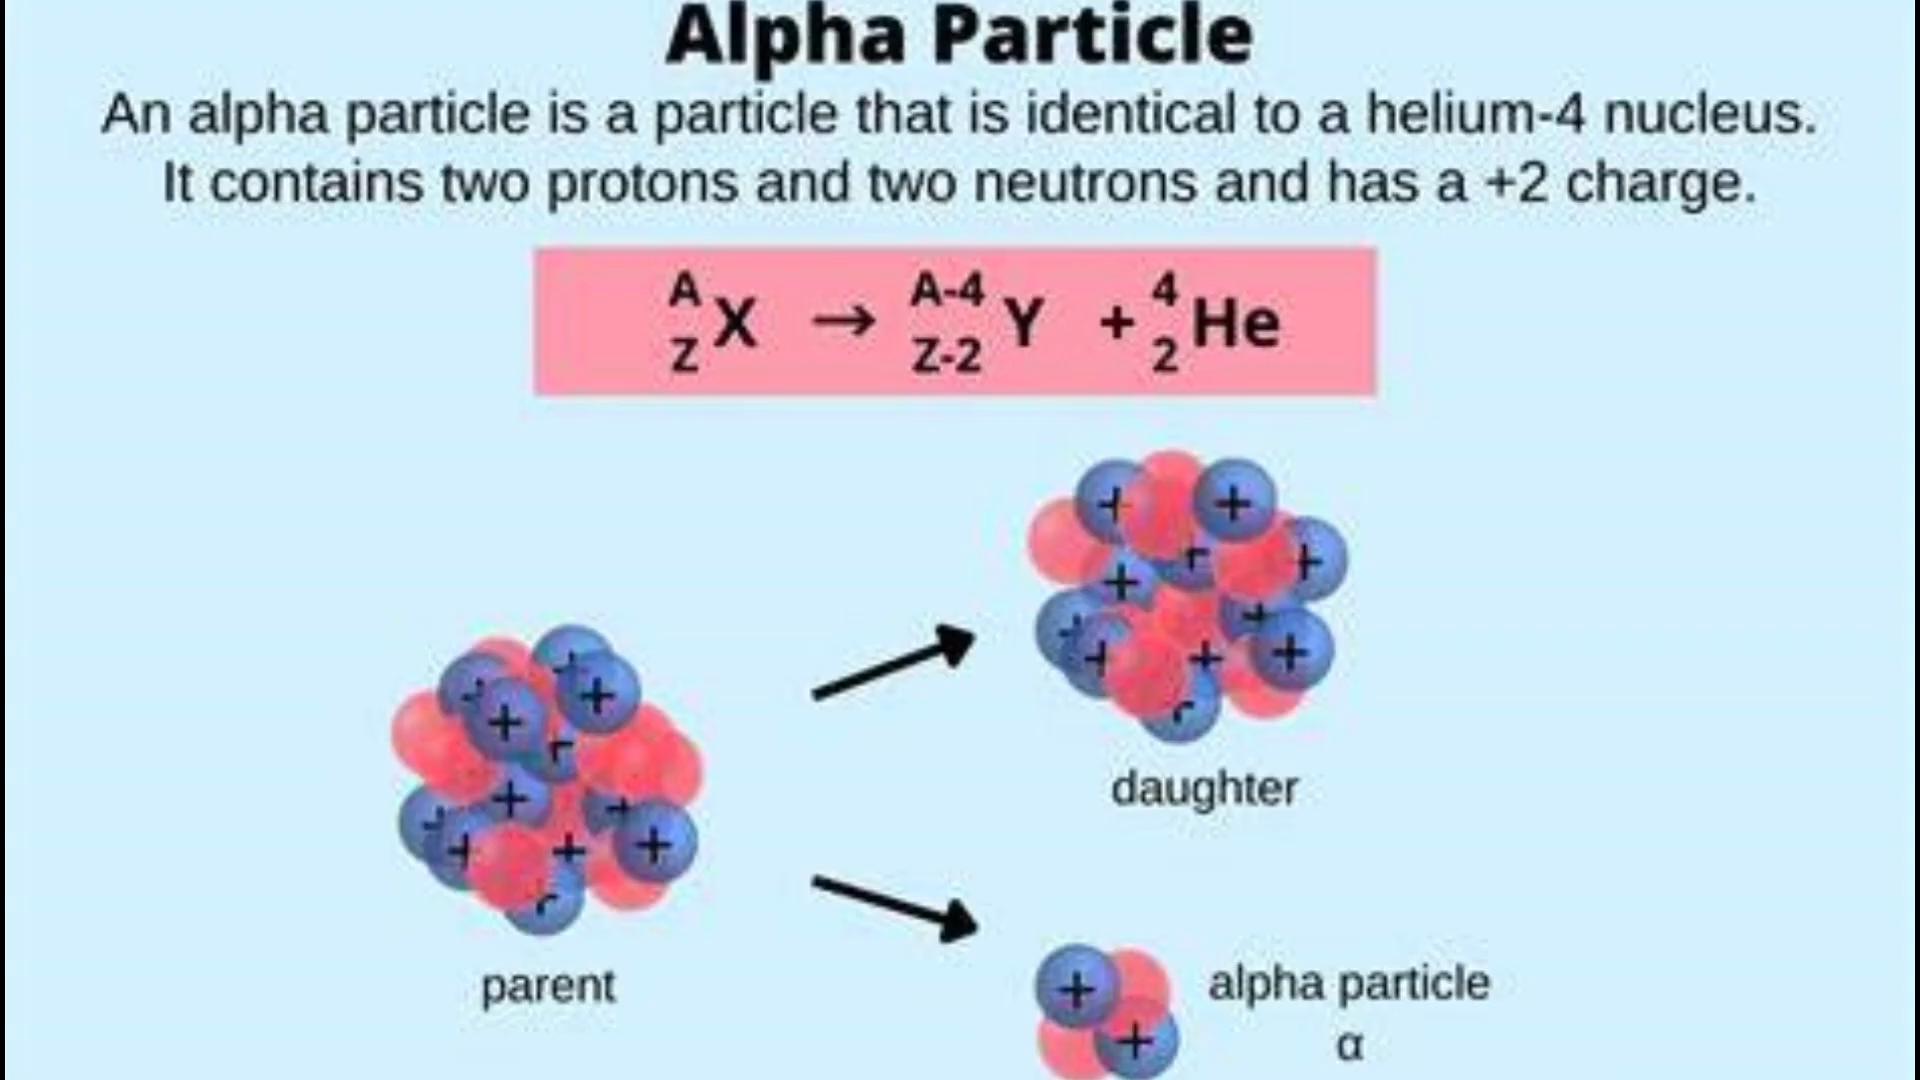 Alpha Particle
An alpha particle is a particle that is identical to a helium-4 nucleus.
It contains two protons and two neutrons and has a +2 charge.
A
Z X → A-4
Z-2 Y + 4
2 He
daughter
parent
alpha particle
α